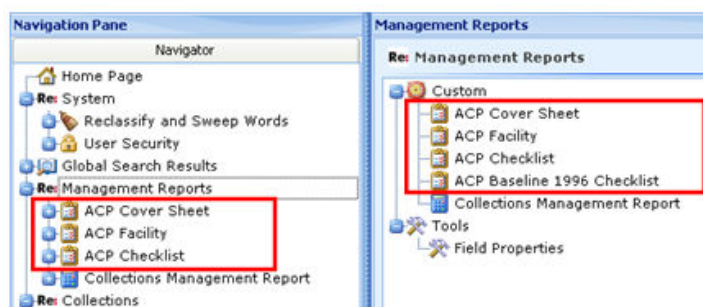 Navigation Pane
Navigator
Home Page
Re: System
Reclassify and Sweep Words
User Security
Global Search Results
Re: Management Reports
ACP Cover Sheet
ACP Facility
ACP Checklist
Collections Management Report
Re: Collections
Management Reports
Re: Management Reports
Custom
ACP Cover Sheet
ACP Facility
ACP Checklist
ACP Baseline 1996 Checklist
Collections Management Report
Tools
Field Properties